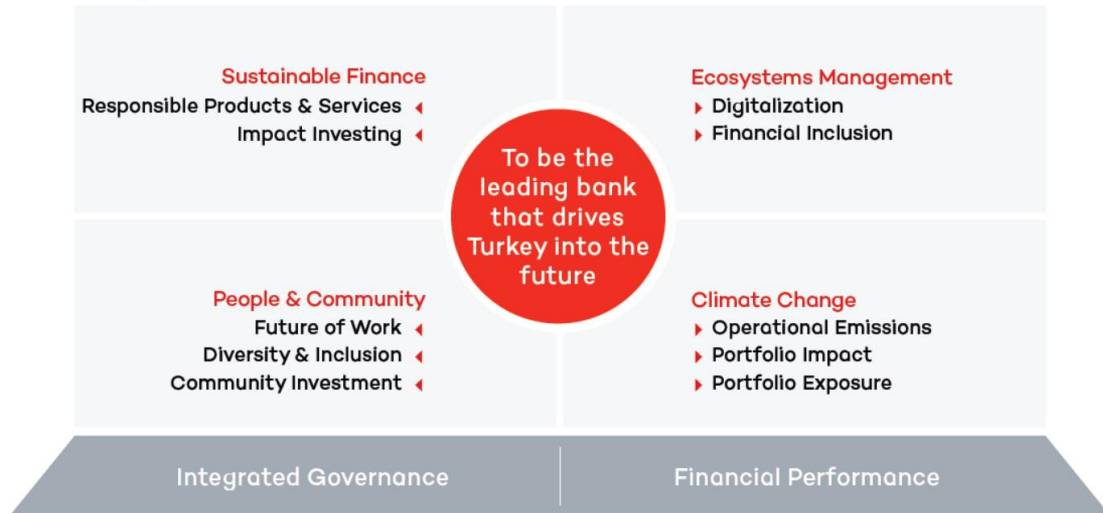 Sustainable Finance
Responsible Products & Services
Impact Investing
Ecosystems Management
Digitalization
Financial Inclusion
To be the
leading bank
that drives
Turkey into the
future
People & Community
Future of Work
Diversity & Inclusion
Community Investment
Climate Change
Operational Emissions
Portfolio Impact
Portfolio Exposure
Integrated Governance
Financial Performance